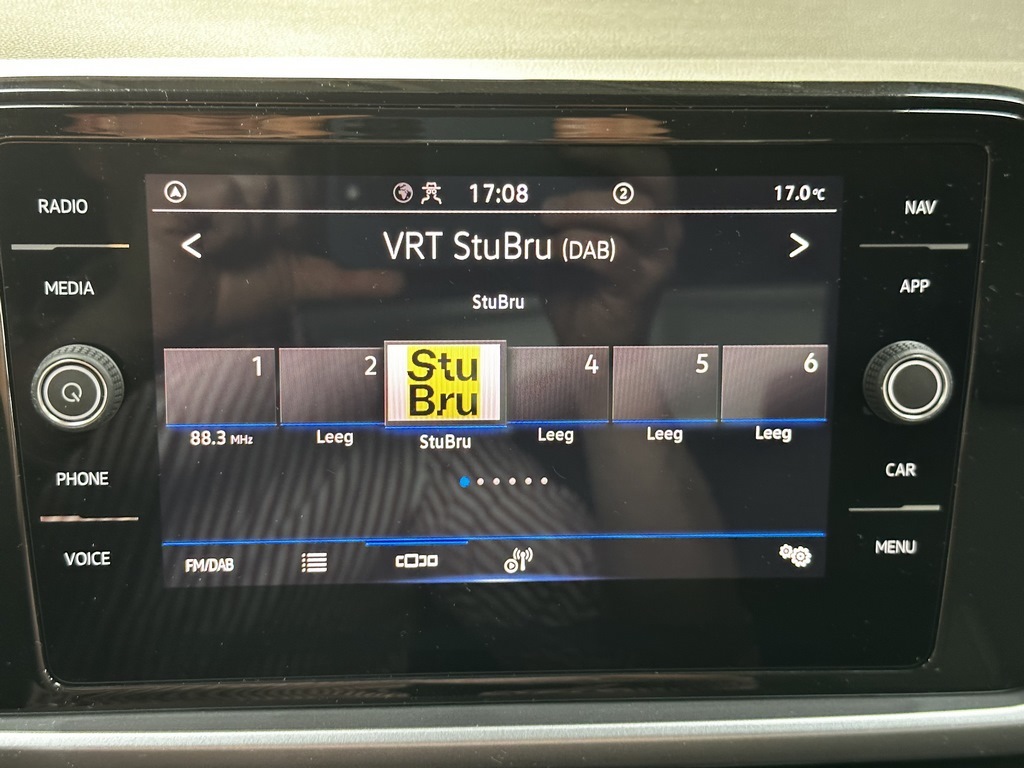 RADIO
MEDIA
PHONE
VOICE
17:08
2
17.0°C
< VRT StuBru (DAB) >
StuBru
1
2
Stu
Bru
4
5
6
88.3 MHz
Leeg
StuBru
Leeg
Leeg
Leeg
FM/DAB
NAV
APP
CAR
MENU